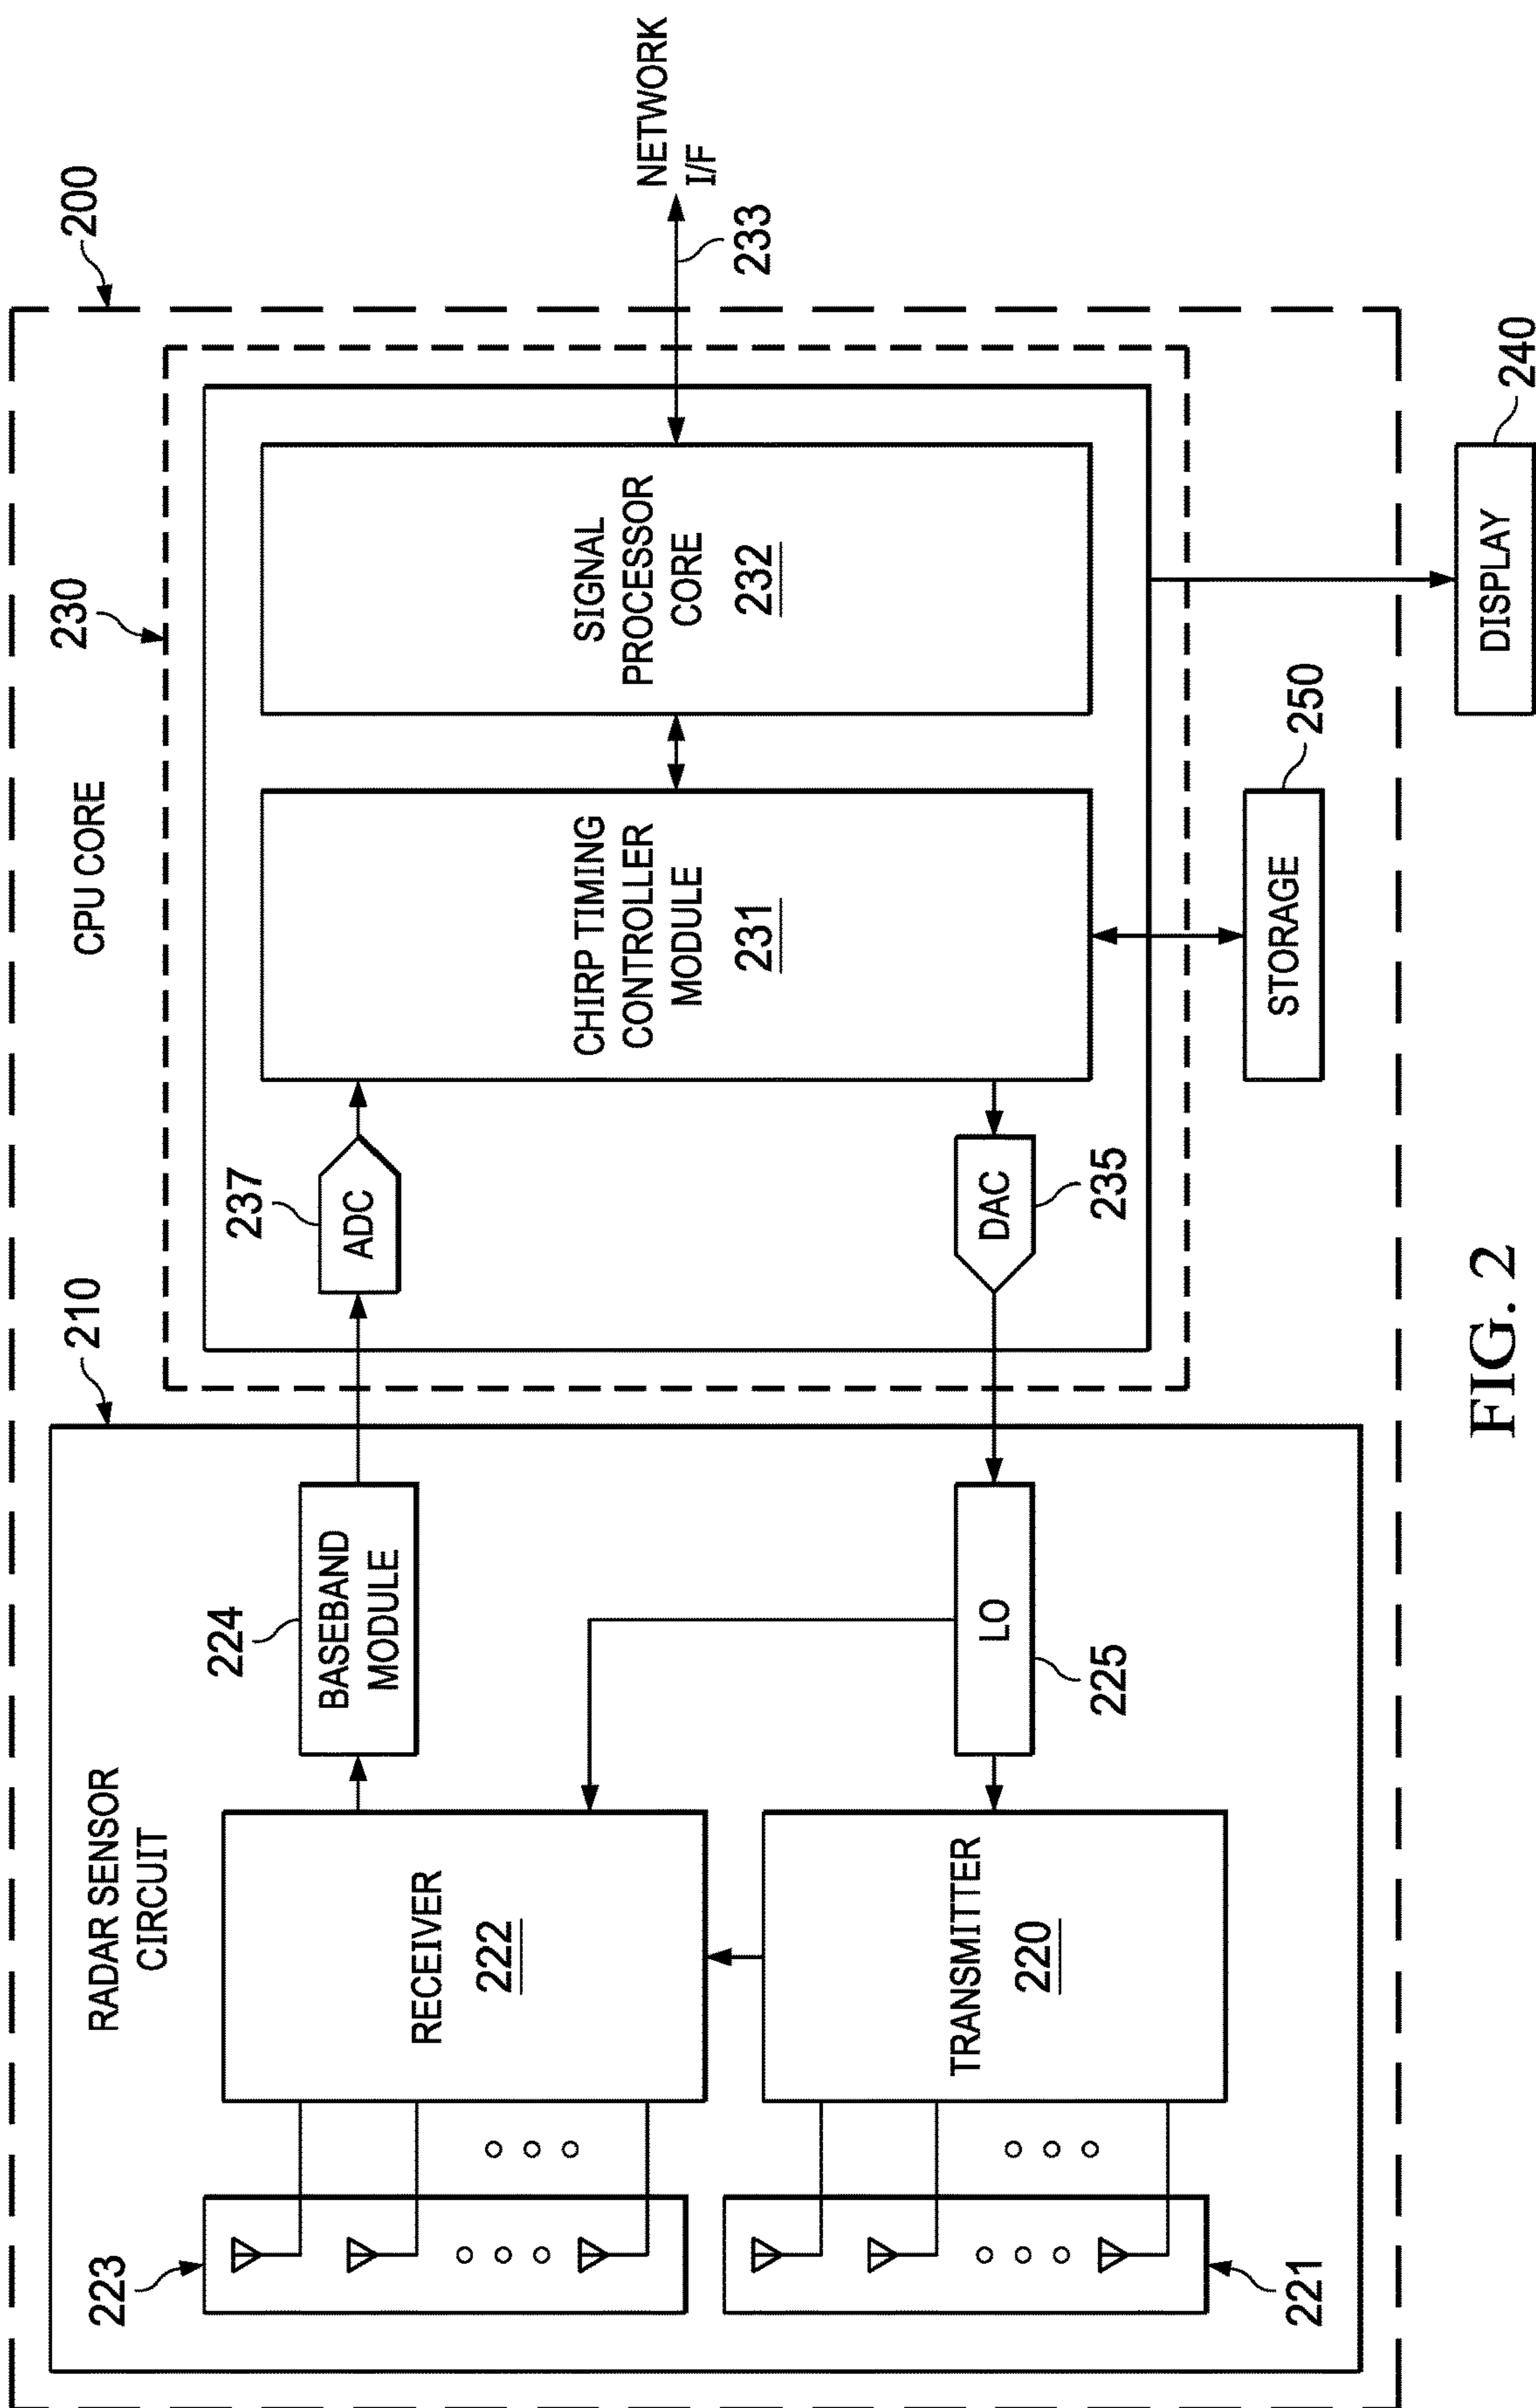 200
210
RADAR SENSOR
CIRCUIT
CPU CORE
230
223
RECEIVER
222
224
BASEBAND
MODULE
237
ADC
CHIRP TIMING
CONTROLLER
MODULE
231
SIGNAL
PROCESSOR
CORE
232
NETWORK
I/F
233
TRANSMITTER
220
LO
225
DAC
235
221
STORAGE
250
DISPLAY
240
FIG. 2